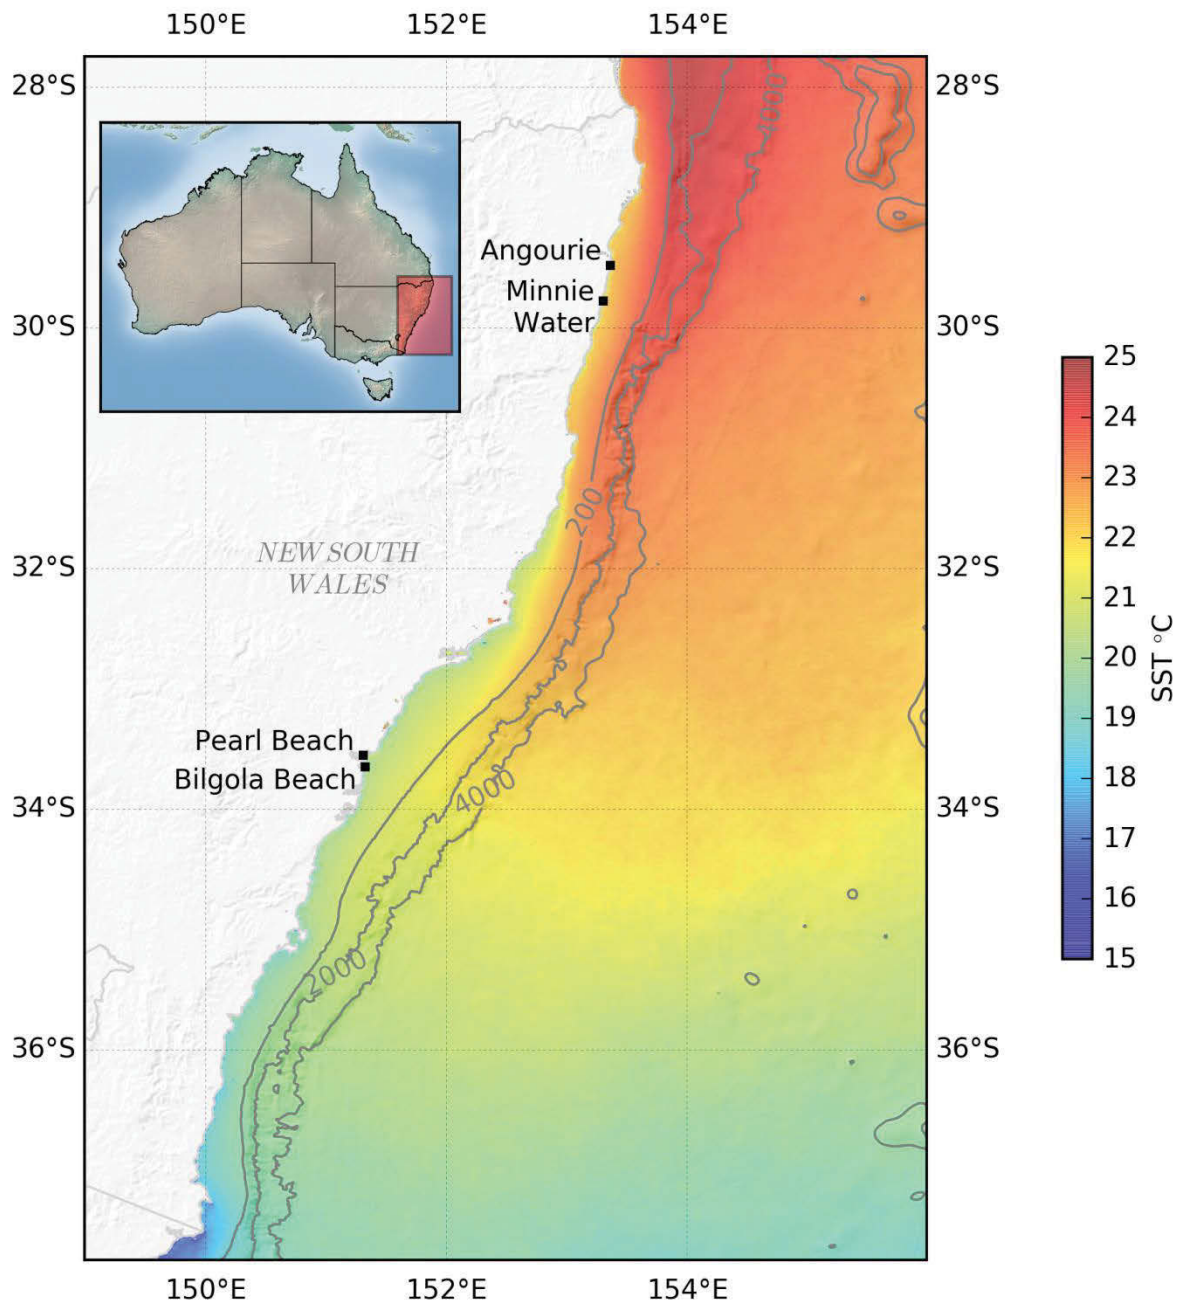 150°E 152°E 154°E
28°S 28°S
4000
Angourie
Minnie
Water
30°S 30°S
25
24
23
200
22
NEW SOUTH
WALES
32°S 32°S
21
20
SST °C
19
Pearl Beach
Bilgola Beach
18
4000
34°S 34°S
17
16
2000
15
36°S 36°S
150°E 152°E 154°E